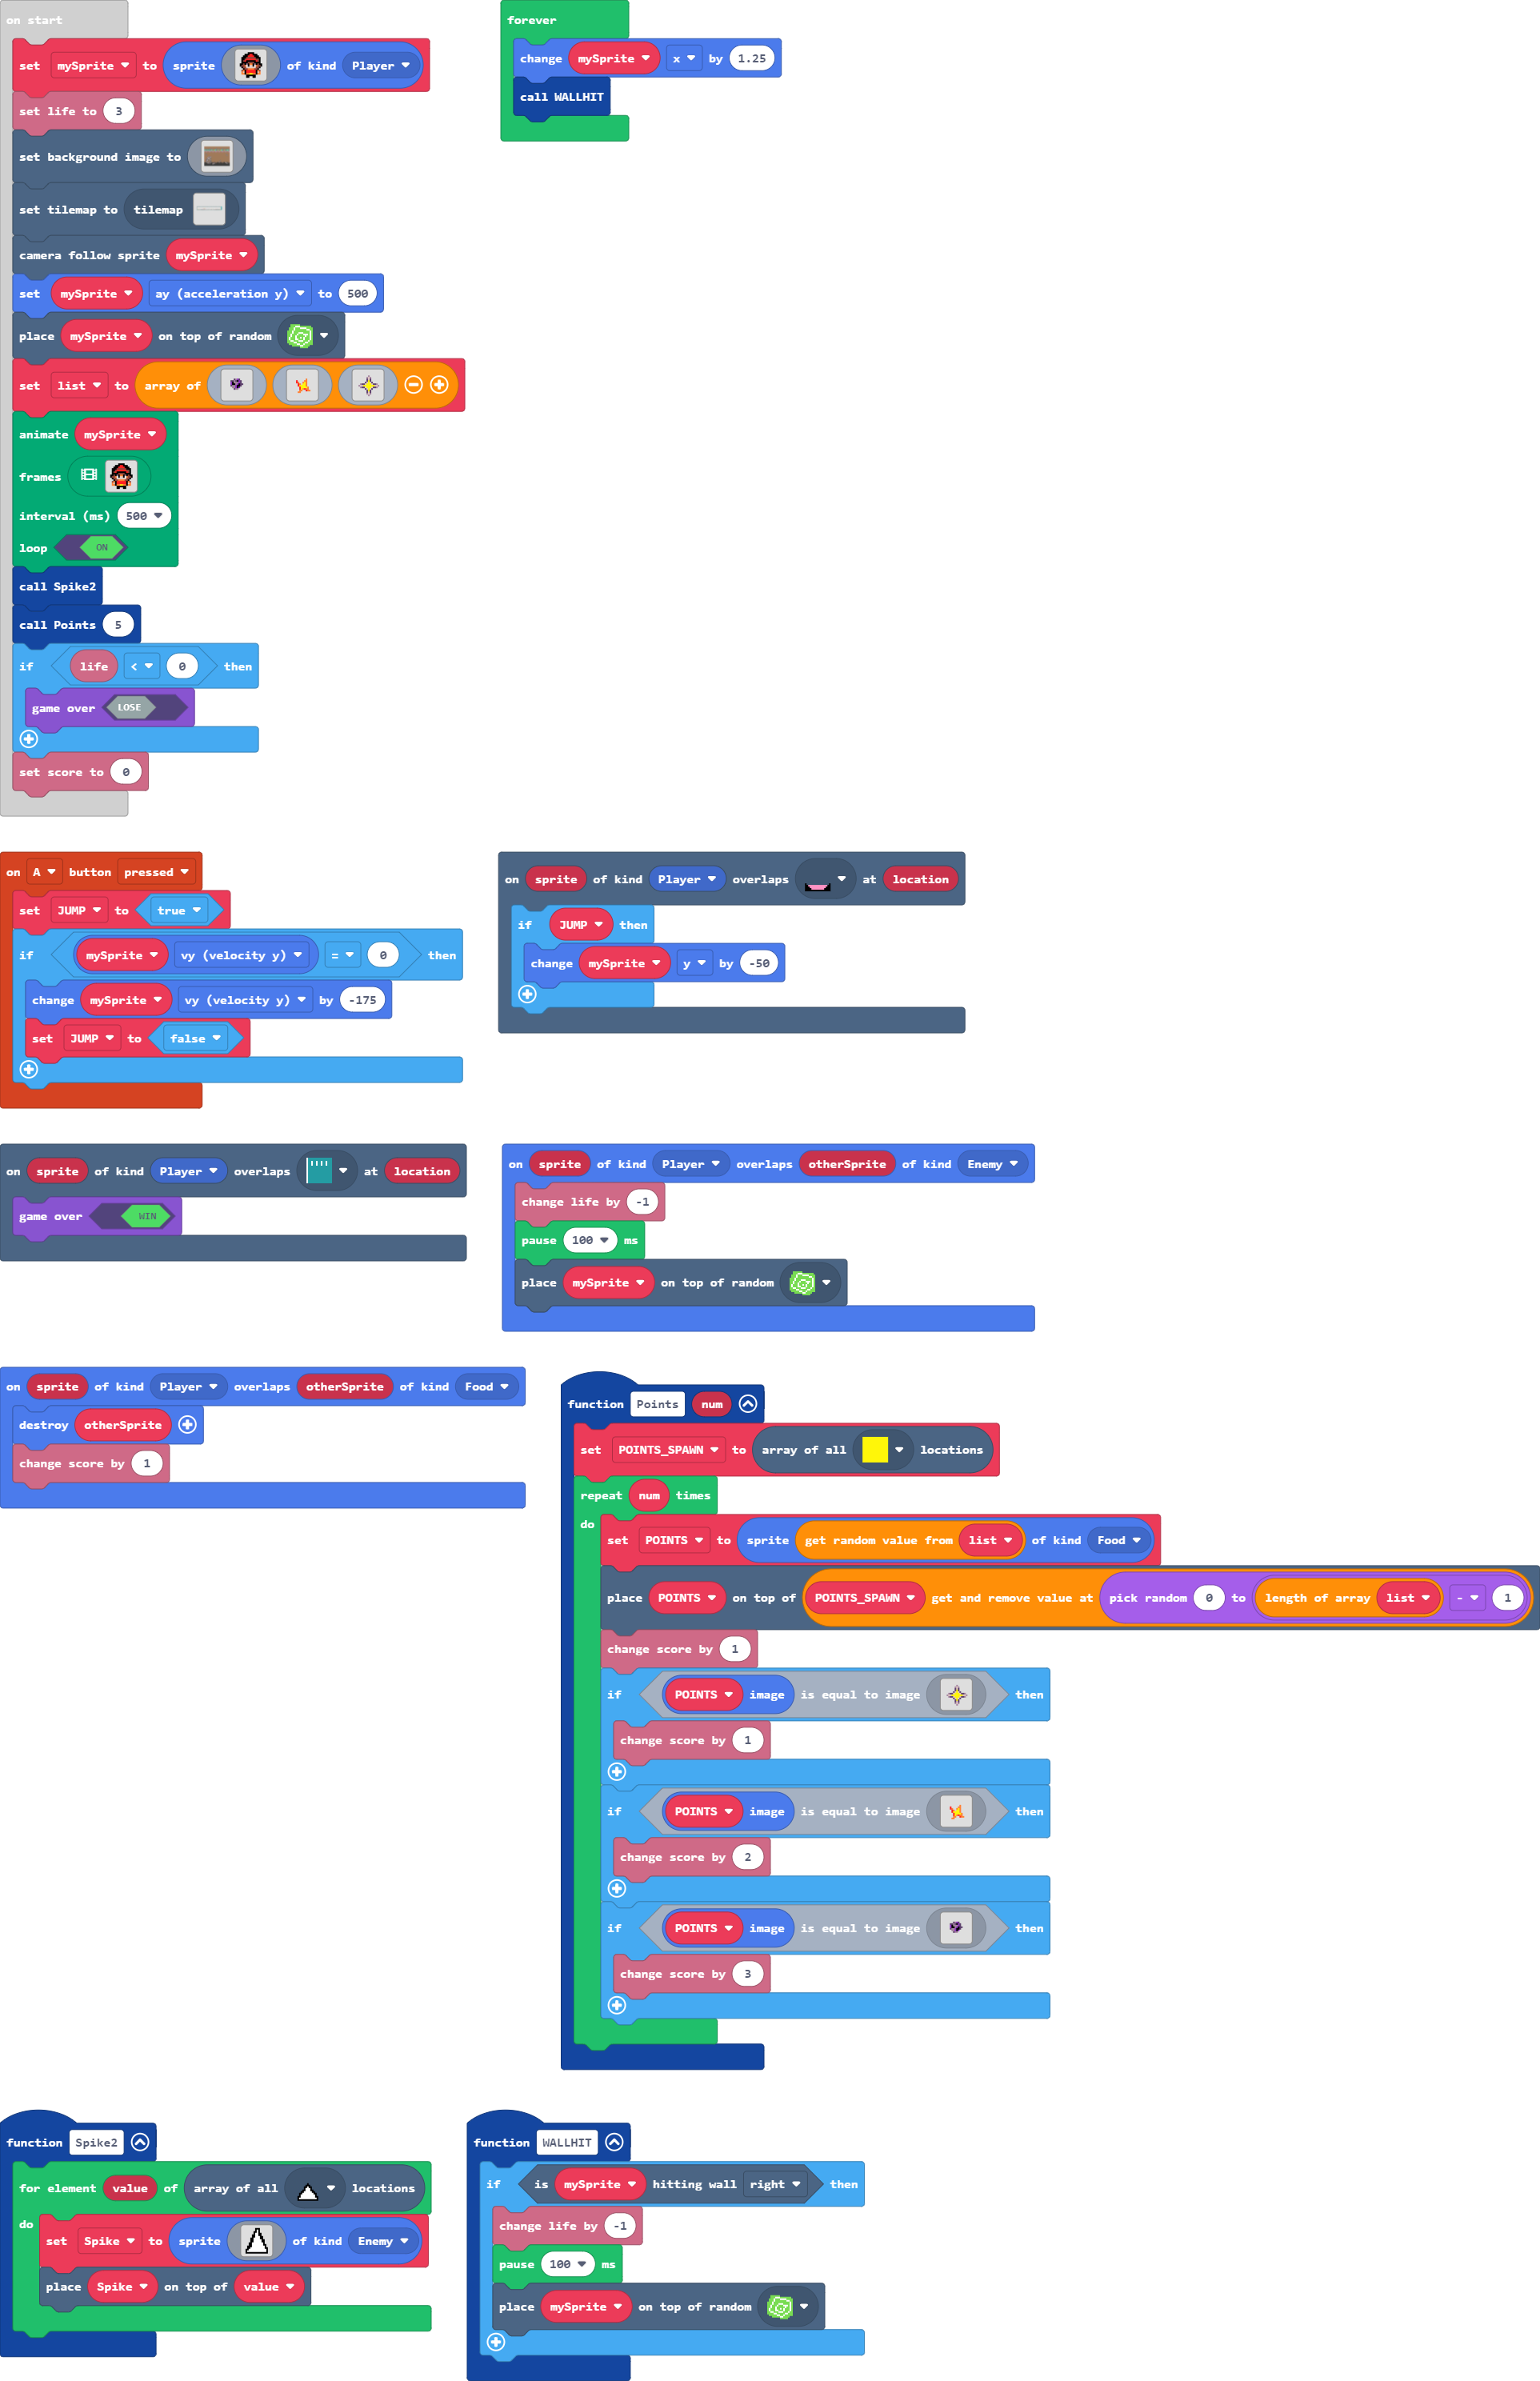 on start
set mySprite to sprite of kind Player
set life to 3
set background image to
set tilemap to tilemap
camera follow sprite mySprite
set mySprite ay (acceleration y) to 500
place mySprite on top of random
set list to array of
animate mySprite
frames
interval (ms) 500
loop ON
call Spike2
call Points 5
if life < 0 then
game over LOSE
set score to 0
forever
change mySprite x by 1.25
call WALLHIT
on A button pressed
set JUMP to true
if mySprite vy (velocity y) = 0 then
change mySprite vy (velocity y) by -175
set JUMP to false
on sprite of kind Player overlaps at location
if JUMP then
change mySprite y by -50
on sprite of kind Player overlaps at location
game over WIN
on sprite of kind Player overlaps otherSprite of kind Enemy
change life by -1
pause 100 ms
place mySprite on top of random
on sprite of kind Player overlaps otherSprite of kind Food
destroy otherSprite
change score by 1
function Points num
set POINTS_SPAWN to array of all locations
repeat num times
do
set POINTS to sprite get random value from list of kind Food
place POINTS on top of POINTS_SPAWN get and remove value at pick random 0 to length of array list - 1
change score by 1
if POINTS image is equal to image then
change score by 1
if POINTS image is equal to image then
change score by 2
if POINTS image is equal to image then
change score by 3
function Spike2
for element value of array of all locations
do
set Spike to sprite of kind Enemy
place Spike on top of value
function WALLHIT
if is mySprite hitting wall right then
change life by -1
pause 100 ms
place mySprite on top of random